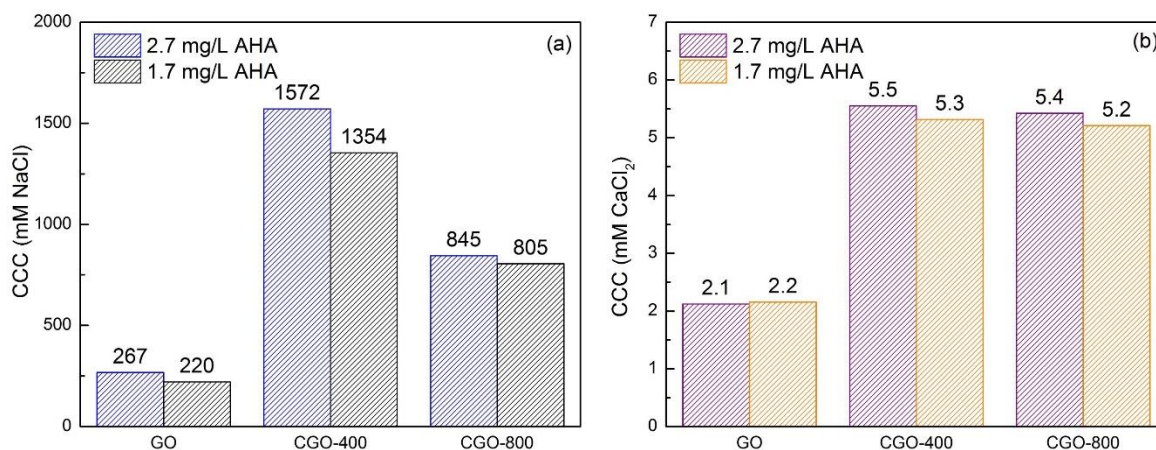 (a)
2.7 mg/L AHA
1.7 mg/L AHA
CCC (mM NaCl)
2000
1500
1000
500
0
267
220
1572
1354
845
805
GO
CGO-400
CGO-800
(b)
2.7 mg/L AHA
1.7 mg/L AHA
CCC (mM CaCl₂)
7
6
5
4
3
2
1
0
2.1
2.2
5.5
5.3
5.4
5.2
GO
CGO-400
CGO-800